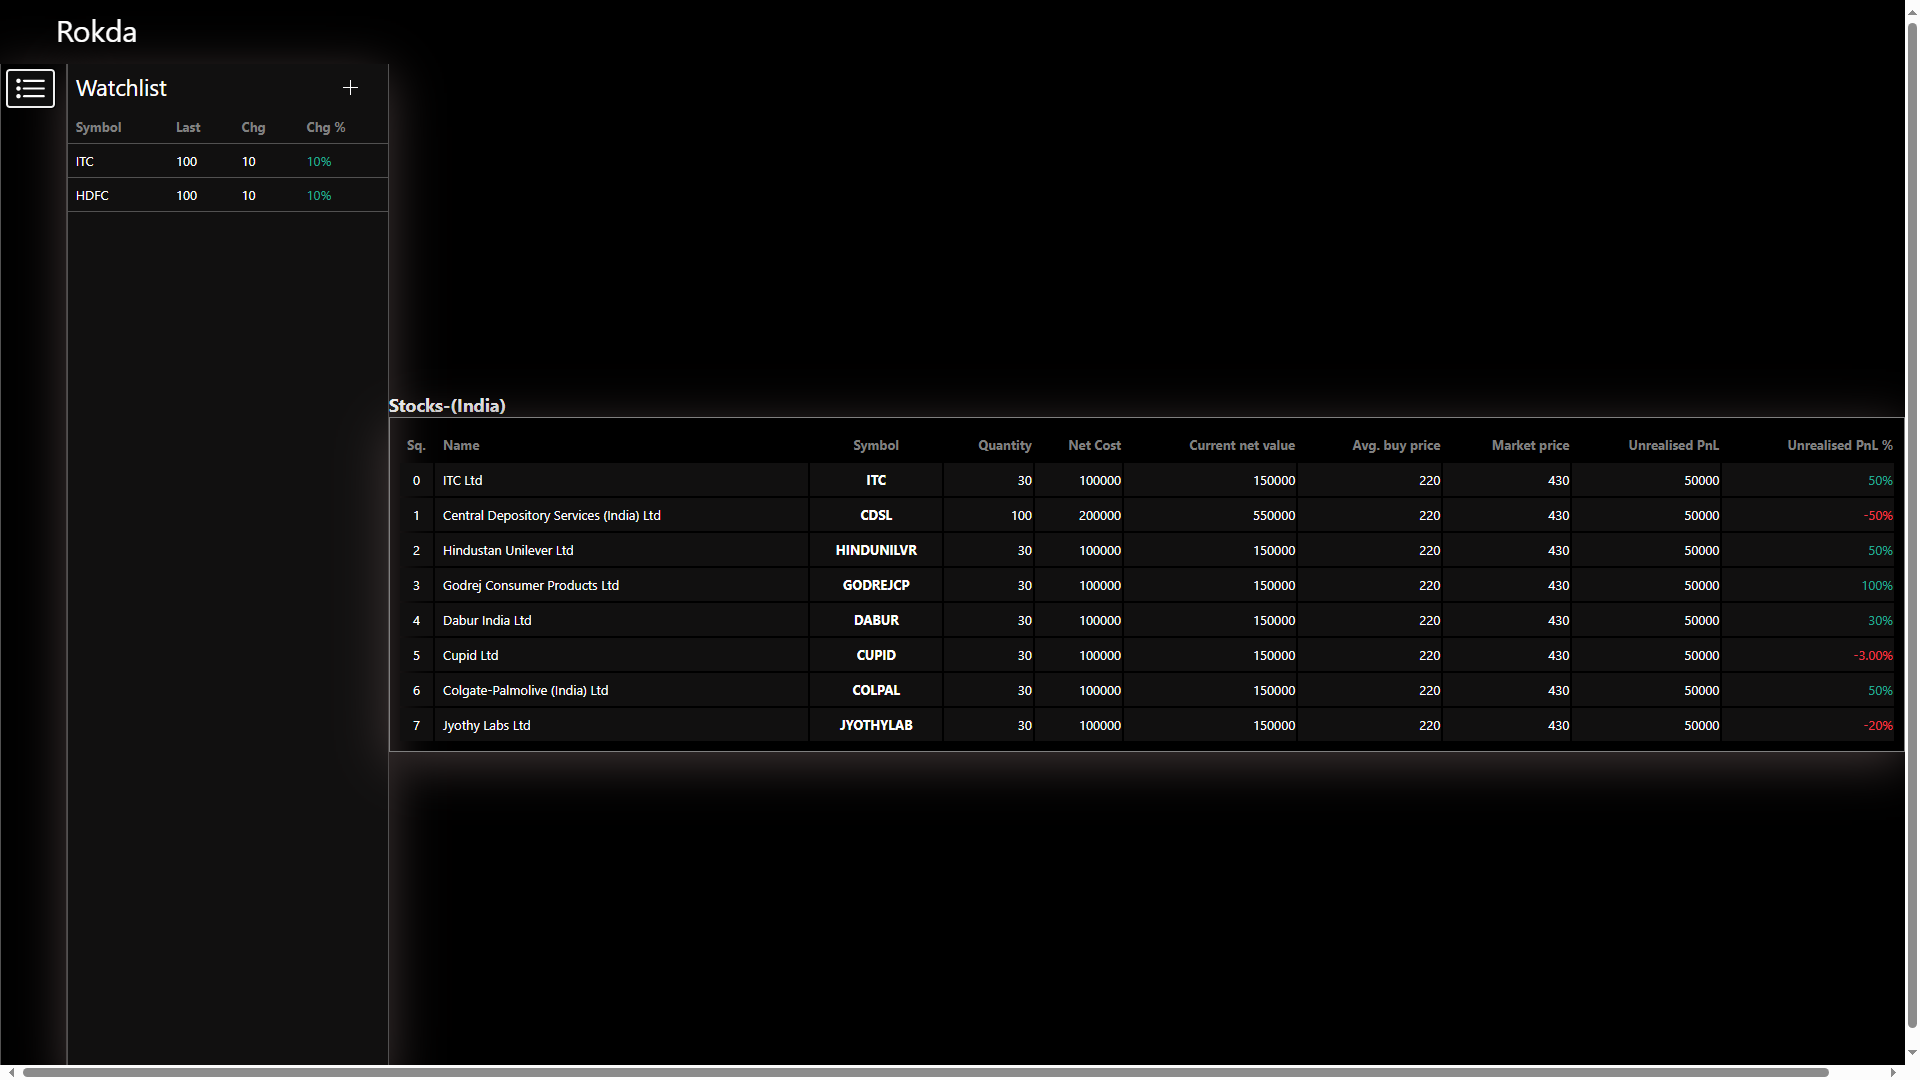 Rokda
Watchlist
Symbol Last Chg Chg %
ITC 100 10 10%
HDFC 100 10 10%
Stocks-(India)
Sq. Name Symbol Quantity Net Cost Current net value Avg. buy price Market price Unrealised PnL Unrealised PnL %
0 ITC Ltd ITC 30 100000 150000 220 430 50000 50%
1 Central Depository Services (India) Ltd CDSL 100 200000 550000 220 430 50000 -50%
2 Hindustan Unilever Ltd HINDUNILVR 30 100000 150000 220 430 50000 50%
3 Godrej Consumer Products Ltd GODREJCP 30 100000 150000 220 430 50000 100%
4 Dabur India Ltd DABUR 30 100000 150000 220 430 50000 30%
5 Cupid Ltd CUPID 30 100000 150000 220 430 50000 -3.00%
6 Colgate-Palmolive (India) Ltd COLPAL 30 100000 150000 220 430 50000 50%
7 Jyothy Labs Ltd JYOTHYLAB 30 100000 150000 220 430 50000 -20%